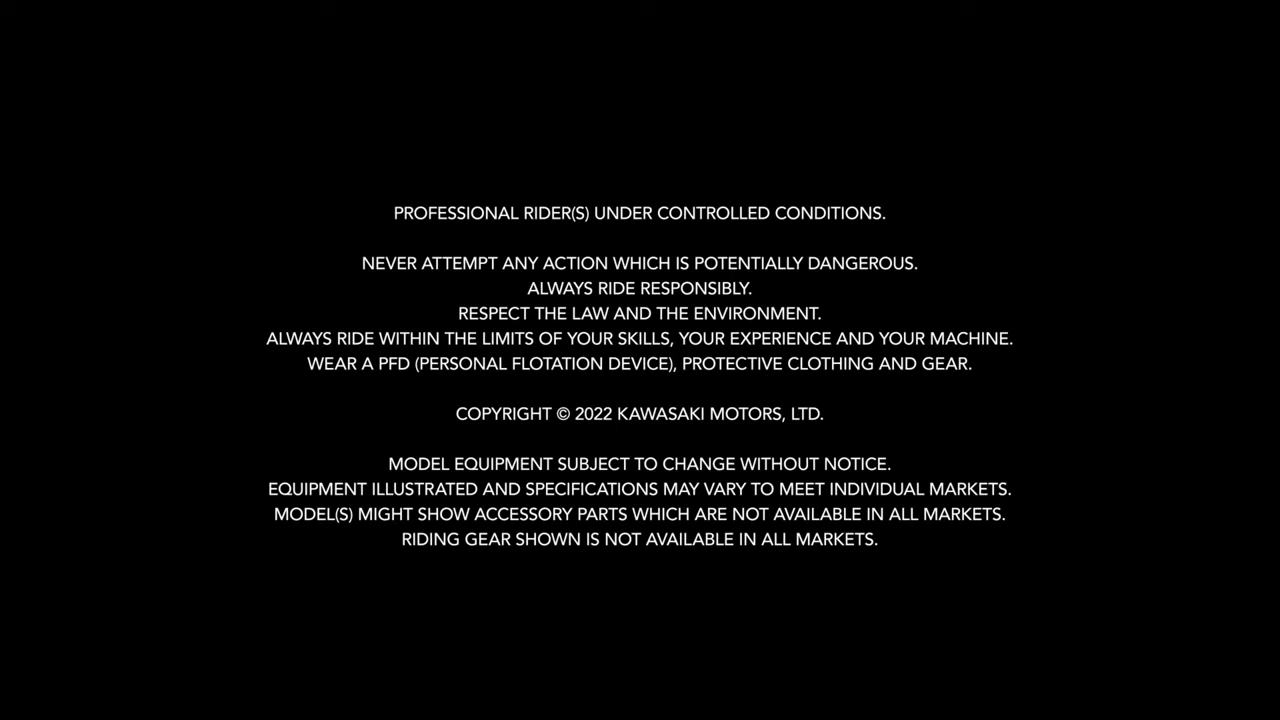 PROFESSIONAL RIDER(S) UNDER CONTROLLED CONDITIONS.
NEVER ATTEMPT ANY ACTION WHICH IS POTENTIALLY DANGEROUS.
ALWAYS RIDE RESPONSIBLY.
RESPECT THE LAW AND THE ENVIRONMENT.
ALWAYS RIDE WITHIN THE LIMITS OF YOUR SKILLS, YOUR EXPERIENCE AND YOUR MACHINE.
WEAR A PFD (PERSONAL FLOTATION DEVICE), PROTECTIVE CLOTHING AND GEAR.
COPYRIGHT © 2022 KAWASAKI MOTORS, LTD.
MODEL EQUIPMENT SUBJECT TO CHANGE WITHOUT NOTICE.
EQUIPMENT ILLUSTRATED AND SPECIFICATIONS MAY VARY TO MEET INDIVIDUAL MARKETS.
MODEL(S) MIGHT SHOW ACCESSORY PARTS WHICH ARE NOT AVAILABLE IN ALL MARKETS.
RIDING GEAR SHOWN IS NOT AVAILABLE IN ALL MARKETS.